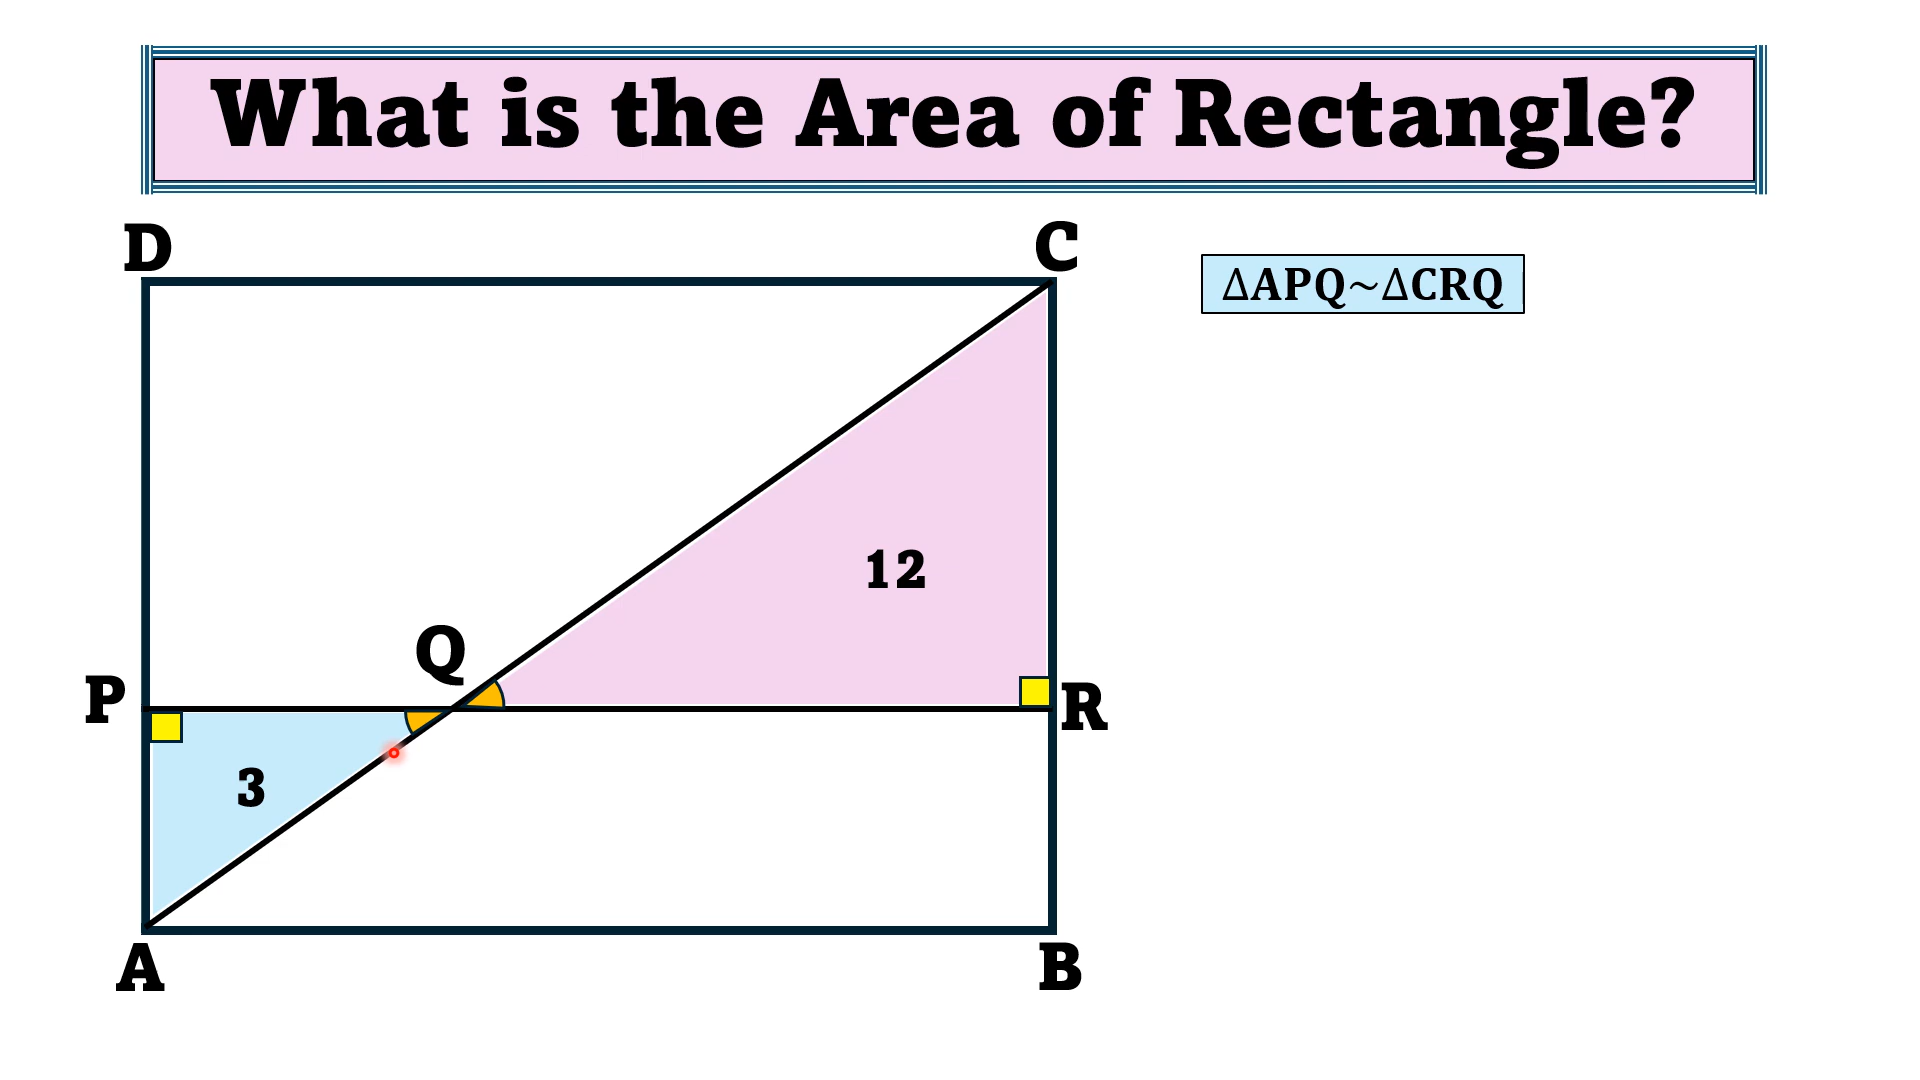 What is the Area of Rectangle?
D
C
ΔAPQ~ΔCRQ
12
Q
P
R
3
A
B